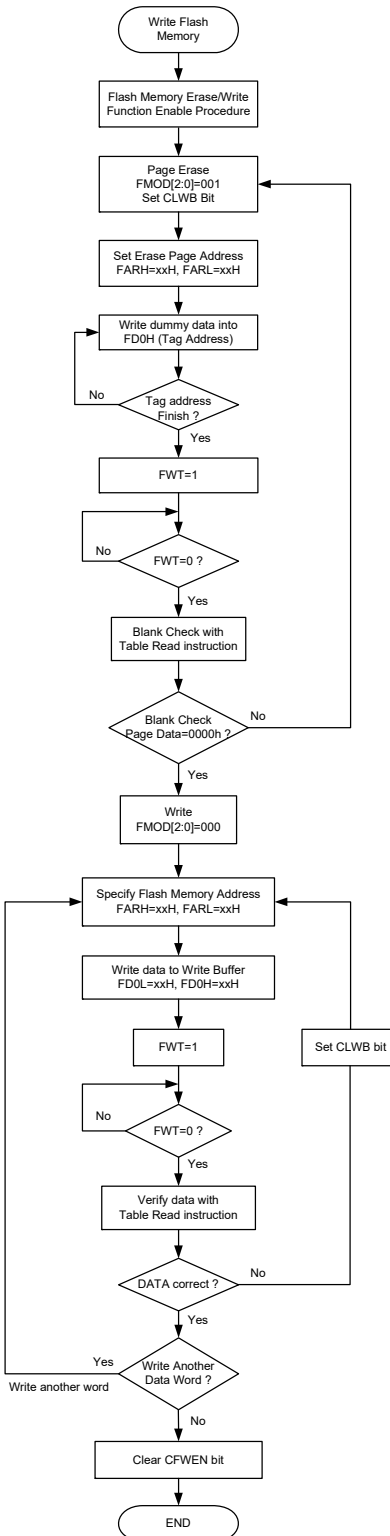 Write Flash
Memory
Flash Memory Erase/Write
Function Enable Procedure
Page Erase
FMOD[2:0]=001
Set CLWB Bit
Set Erase Page Address
FARH=xxH, FARL=xxH
Write dummy data into
FD0H (Tag Address)
No
Tag address
Finish ?
Yes
FWT=1
No
FWT=0 ?
Yes
Blank Check with
Table Read instruction
Blank Check
Page Data=0000h ?
No
Yes
Write
FMOD[2:0]=000
Specify Flash Memory Address
FARH=xxH, FARL=xxH
Write data to Write Buffer
FD0L=xxH, FD0H=xxH
FWT=1
Set CLWB bit
No
FWT=0 ?
Yes
Verify data with
Table Read instruction
DATA correct ?
No
Yes
Yes
Write Another
Data Word ?
Write another word
No
Clear CFWEN bit
END